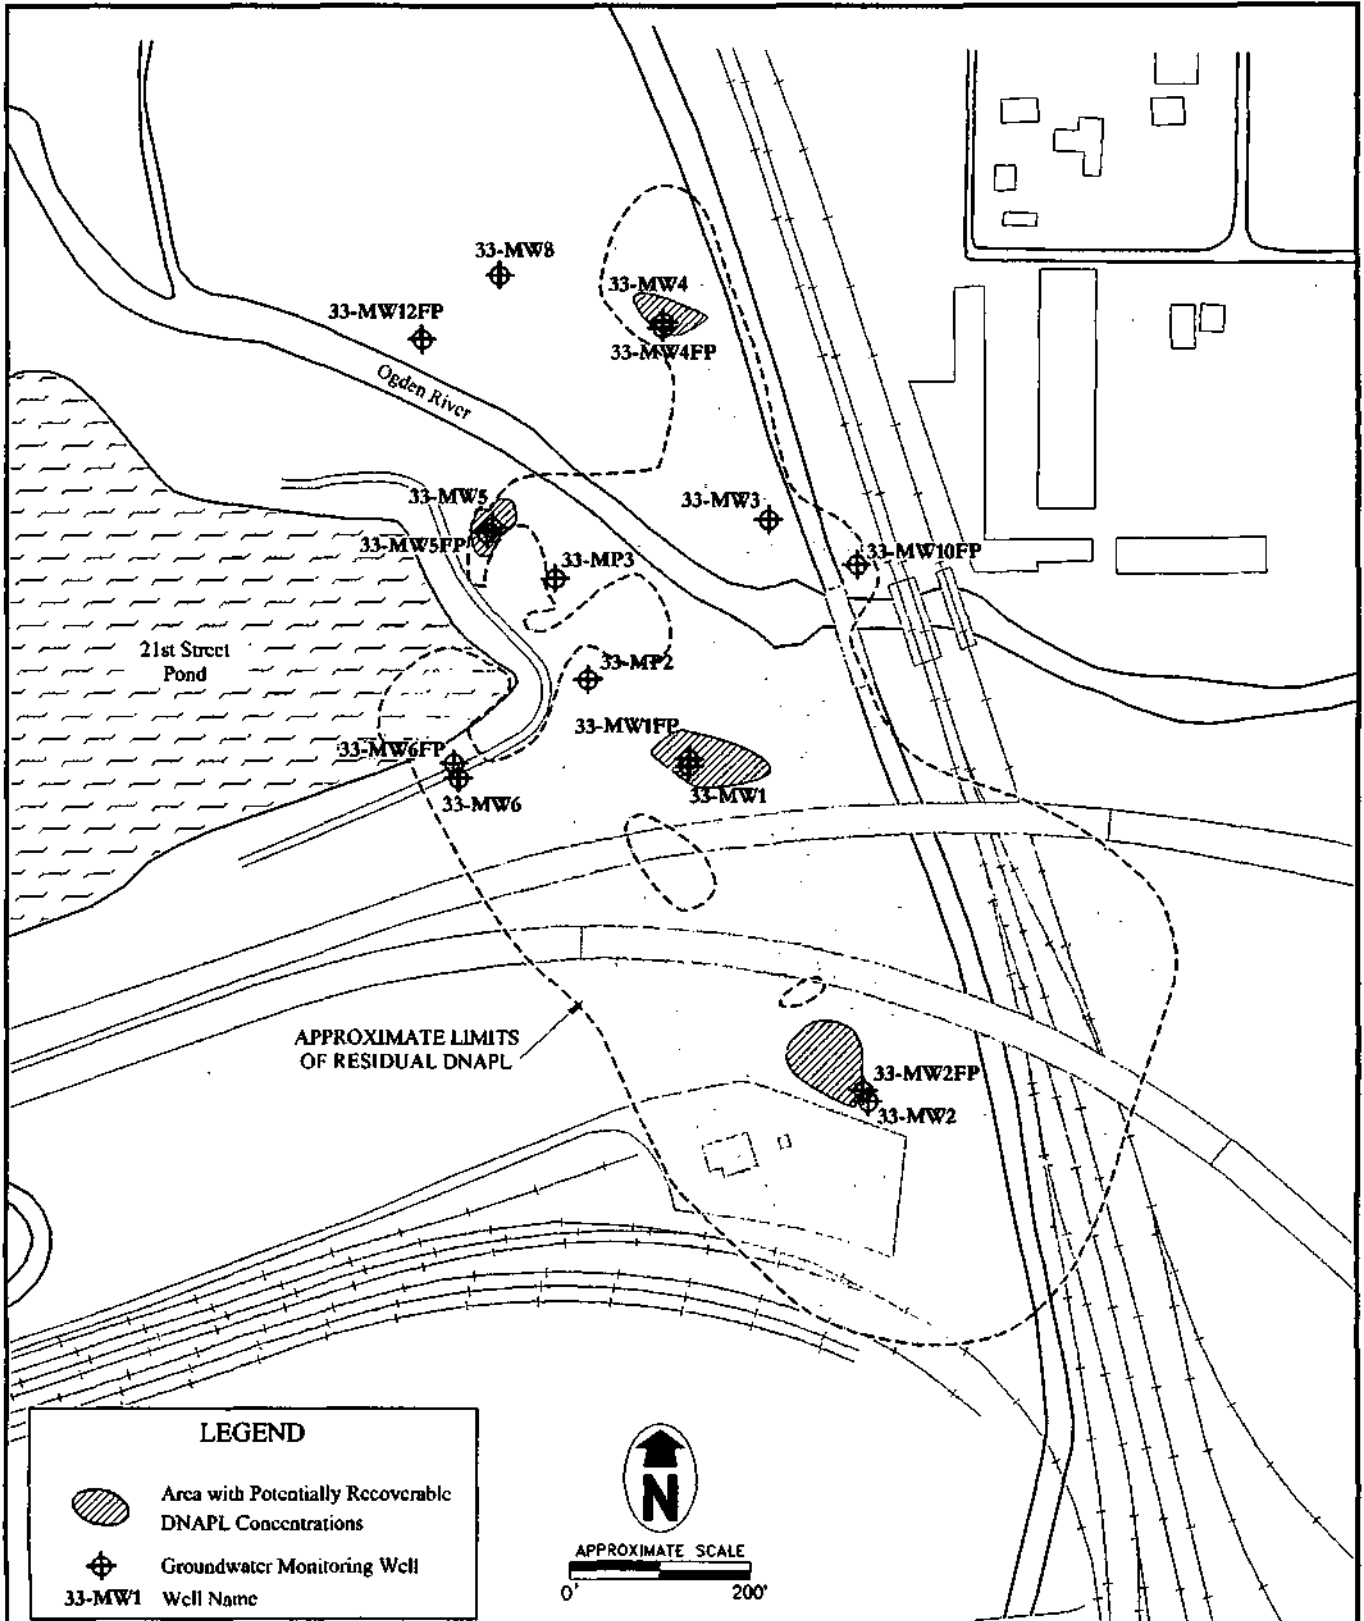 33-MW8
33-MW4
33-MW12FP
33-MW4FP
Ogden River
33-MW5
33-MW3
33-MW5FP
33-MW10FP
33-MP3
21st Street
Pond
33-MP2
33-MW1FP
33-MW6FP
33-MW1
33-MW6
APPROXIMATE LIMITS
OF RESIDUAL DNAPL
33-MW2FP
33-MW2
LEGEND
Area with Potentially Recoverable
DNAPL Concentrations
Groundwater Monitoring Well
33-MW1 Well Name
N
APPROXIMATE SCALE
0' 200'